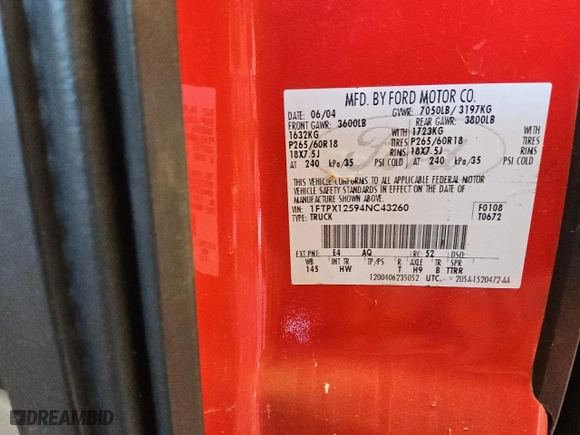 MFD. BY FORD MOTOR CO.
DATE: 06/04 GVWR: 7050LB/ 3197KG
FRONT GAWR: 3600LB REAR GAWR: 3800LB
1632KG WITH 1723KG WITH
P265/60R18 TIRES P265/60R18 TIRES
18X7.5J RIMS 18X7.5J RIMS
AT 240 kPa/35 PSI COLD AT 240 kPa/35 PSI COLD
THIS VEHICLE CONFORMS TO ALL APPLICABLE FEDERAL MOTOR
VEHICLE SAFETY STANDARDS IN EFFECT ON THE DATE OF
MANUFACTURE SHOWN ABOVE.
VIN: 1FTPX12594NC43260 F0108
TYPE: TRUCK T0672
EXT PNT: E4 AQ RC: 52 DSO:
WB INT TR TP/PS R AXLE TR SPR
145 HW T H9 B TTRR
1200406235052 UTC 2U5A-1520472-AA
DREAMBID